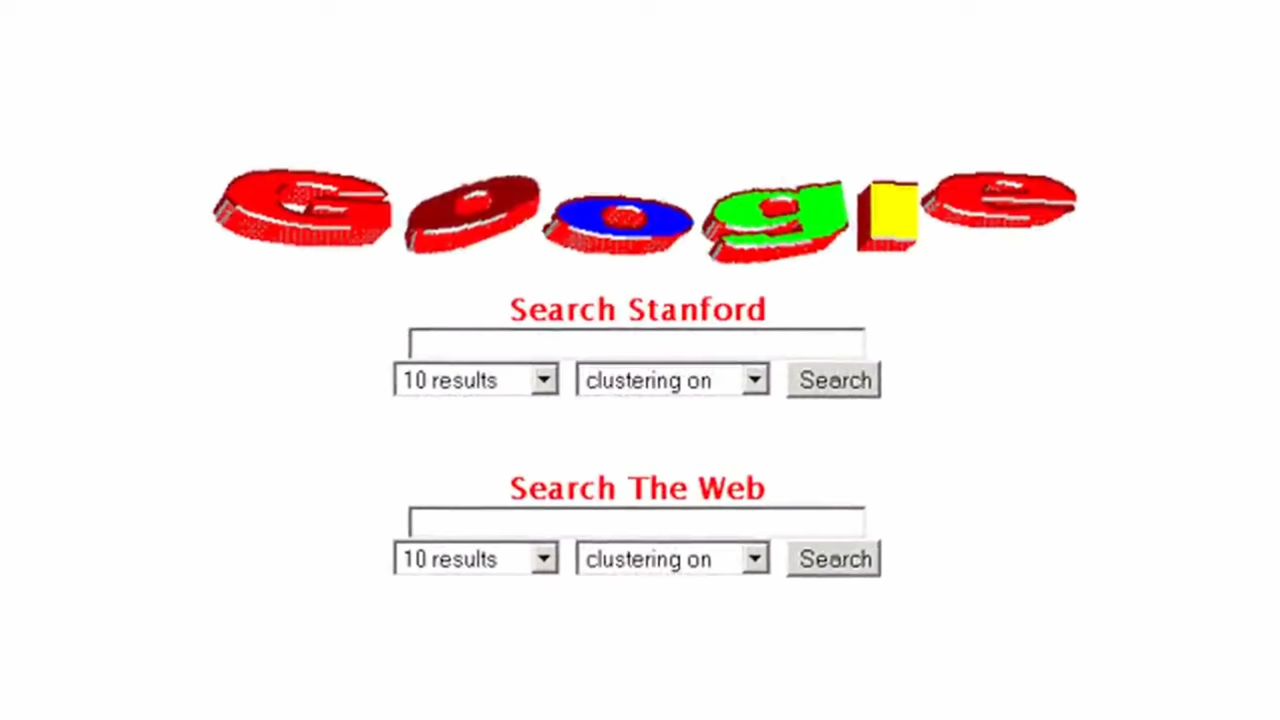 Google
Search Stanford
10 results clustering on Search
Search The Web
10 results clustering on Search